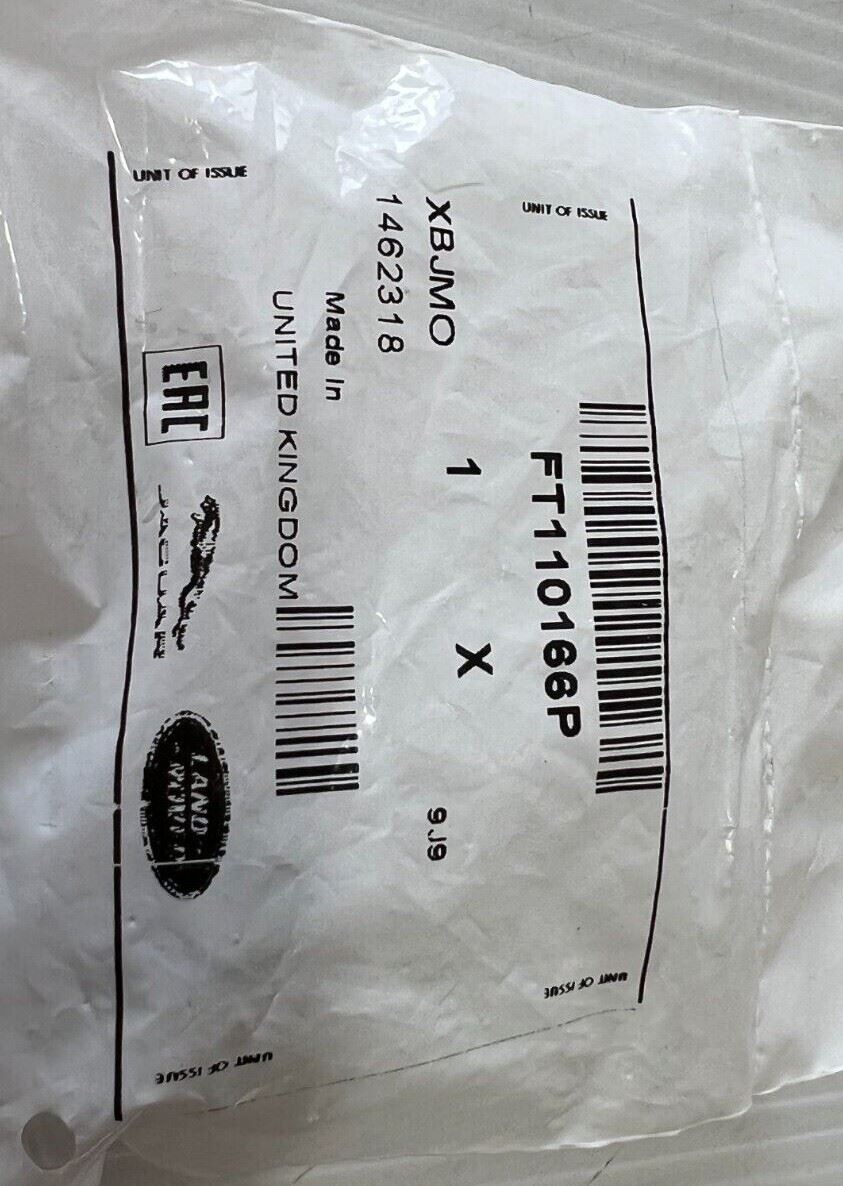 UNIT OF ISSUE
UNIT OF ISSUE
FT110166P
XBJMO 1 X 9J9
1462318
Made In
UNITED KINGDOM
EAC
LAND
UNIT OF ISSUE
UNIT OF ISSUE